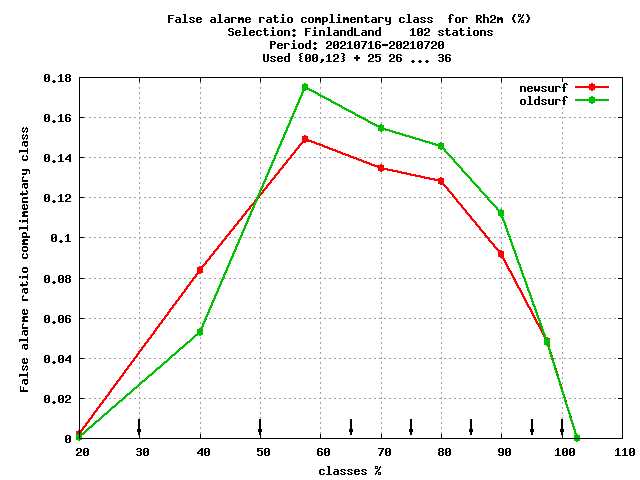 False alarme ratio complimentary class  for Rh2m (%)
Selection: FinlandLand    102 stations
Period: 20210716-20210720
Used {00,12} + 25 26 ... 36
newsurf
oldsurf
False alarme ratio complimentary class
0.18
0.16
0.14
0.12
0.1
0.08
0.06
0.04
0.02
0
20 30 40 50 60 70 80 90 100 110
classes %